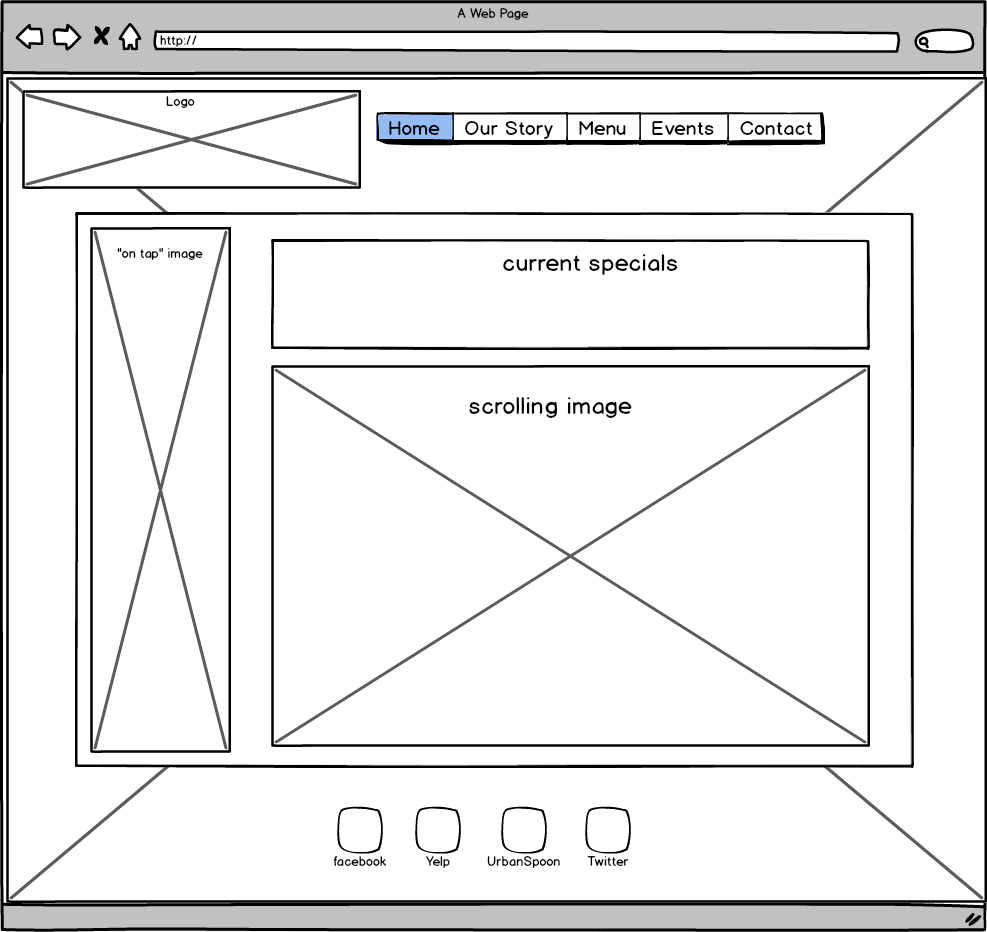 A Web Page
http://
Logo
Home Our Story Menu Events Contact
"on tap" image
current specials
scrolling image
facebook Yelp UrbanSpoon Twitter